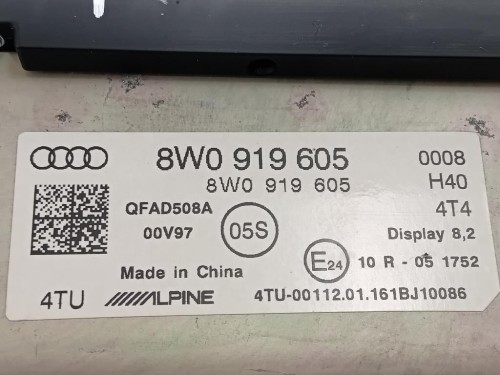 8W0 919 605
0008
8W0 919 605
H40
QFAD508A
4T4
00V97
05S
Display 8,2
E24
10 R - 05 1752
Made in China
4TU
ALPINE
4TU-00112.01.161BJ10086